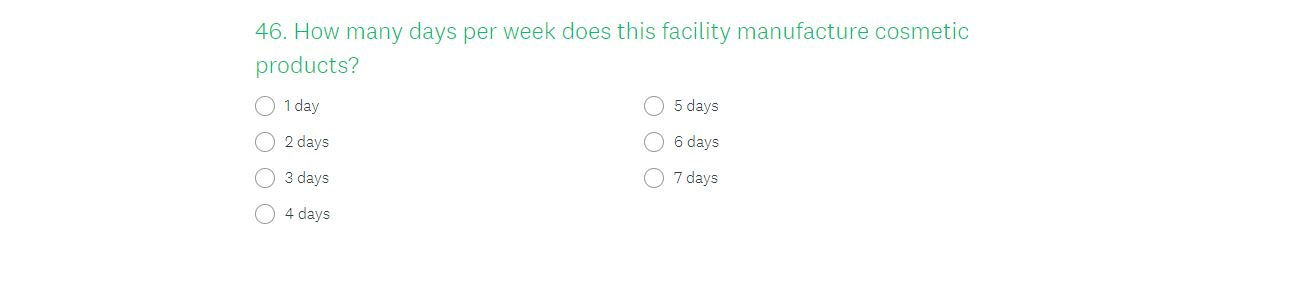 46. How many days per week does this facility manufacture cosmetic
products?
1 day
2 days
3 days
4 days
5 days
6 days
7 days